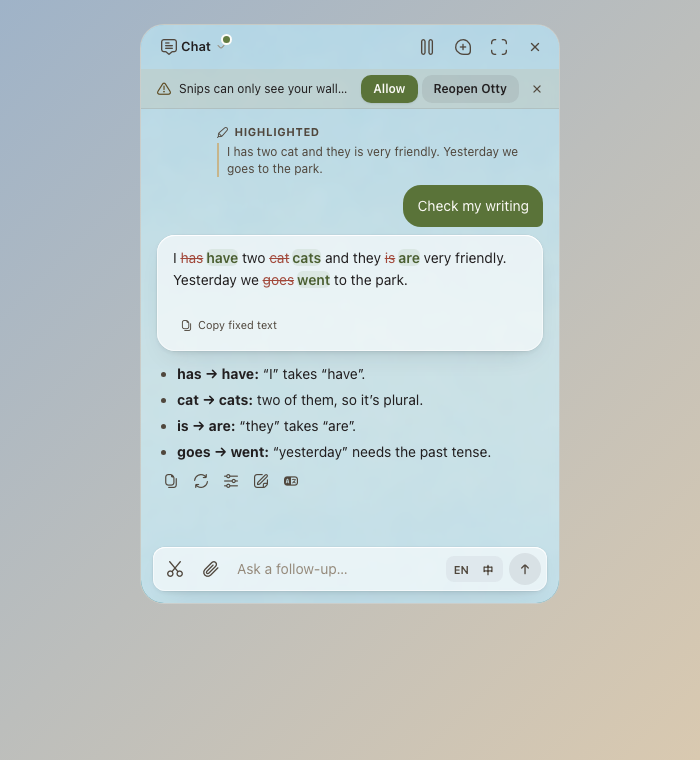 Chat
Snips can only see your wall...
Allow
Reopen Otty
HIGHLIGHTED
I has two cat and they is very friendly. Yesterday we
goes to the park.
Check my writing
I has have two cat cats and they is are very friendly.
Yesterday we goes went to the park.
Copy fixed text
has → have: “I” takes “have”.
cat → cats: two of them, so it’s plural.
is → are: “they” takes “are”.
goes → went: “yesterday” needs the past tense.
Ask a follow-up...
EN 中